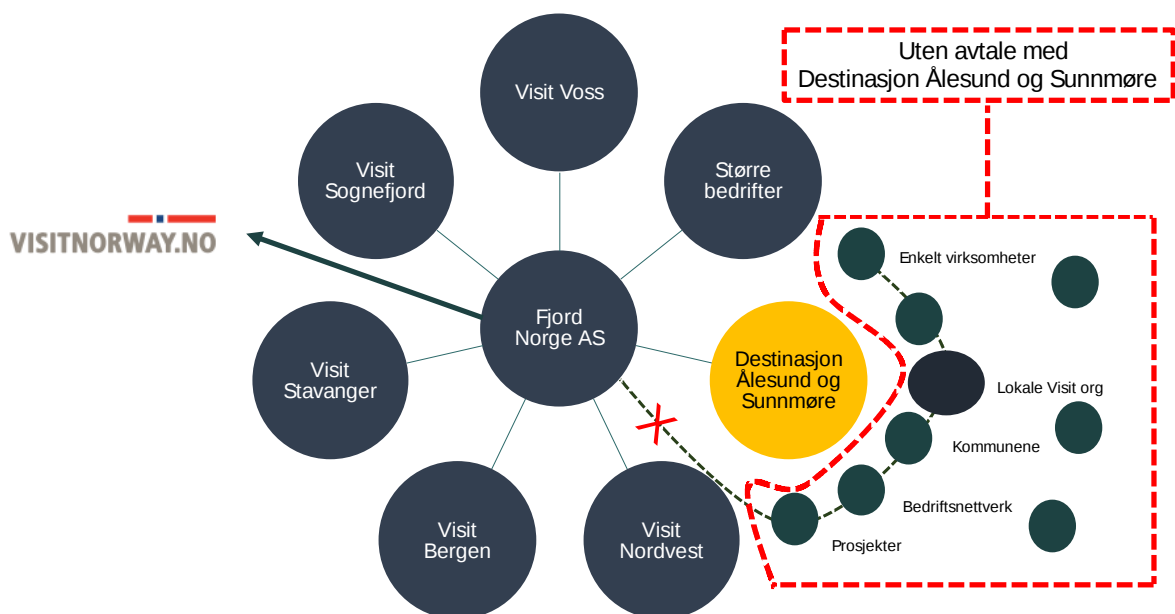 Uten avtale med
Destinasjon Ålesund og Sunnmøre
Visit Voss
Visit
Sognefjord
Større
bedrifter
VISITNORWAY.NO
Enkelt virksomheter
Fjord
Norge AS
Visit
Stavanger
Destinasjon
Ålesund og
Sunnmøre
Lokale Visit org
Kommunene
Bedriftsnettverk
Prosjekter
Visit
Bergen
Visit
Nordvest